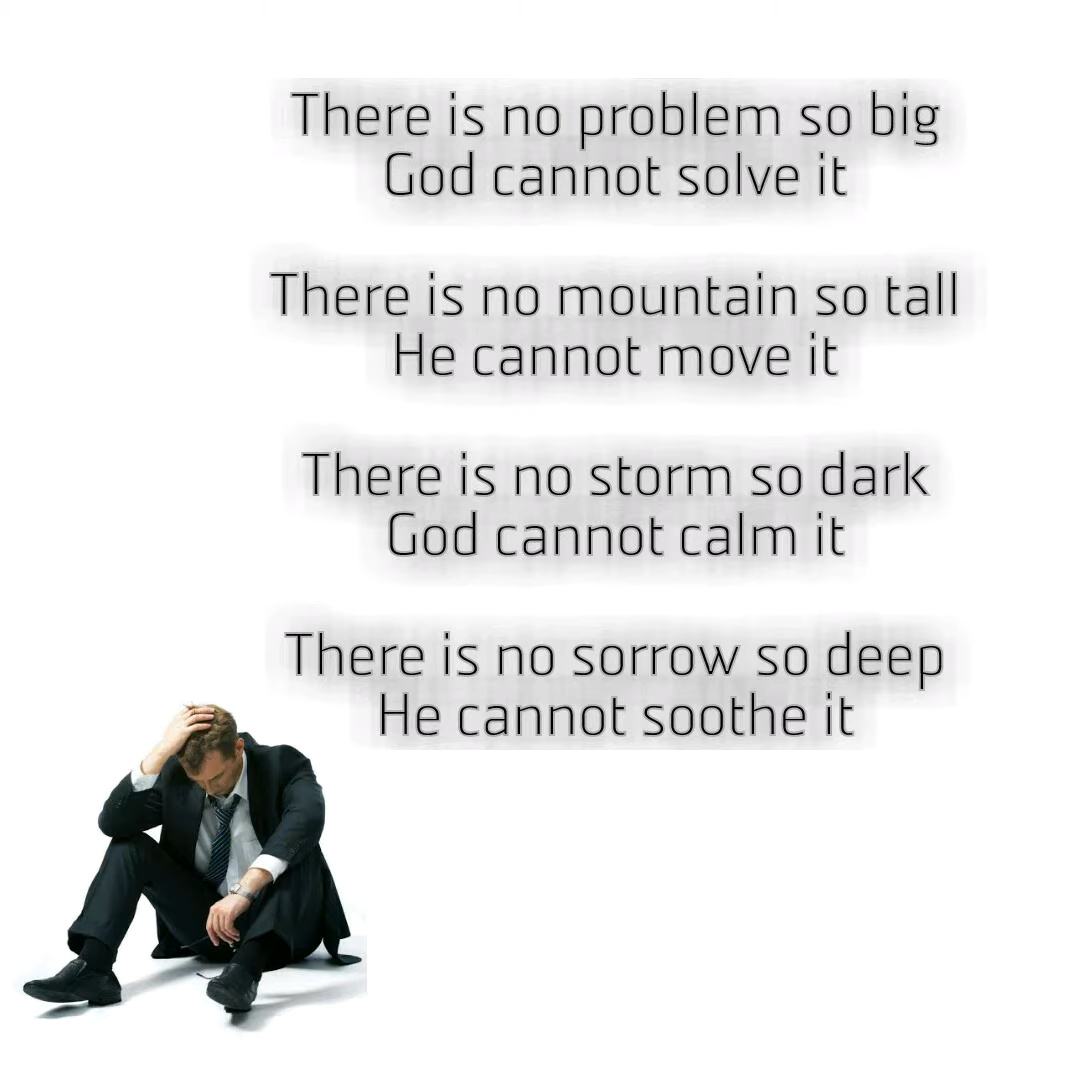 There is no problem so big
God cannot solve it
There is no mountain so tall
He cannot move it
There is no storm so dark
God cannot calm it
There is no sorrow so deep
He cannot soothe it